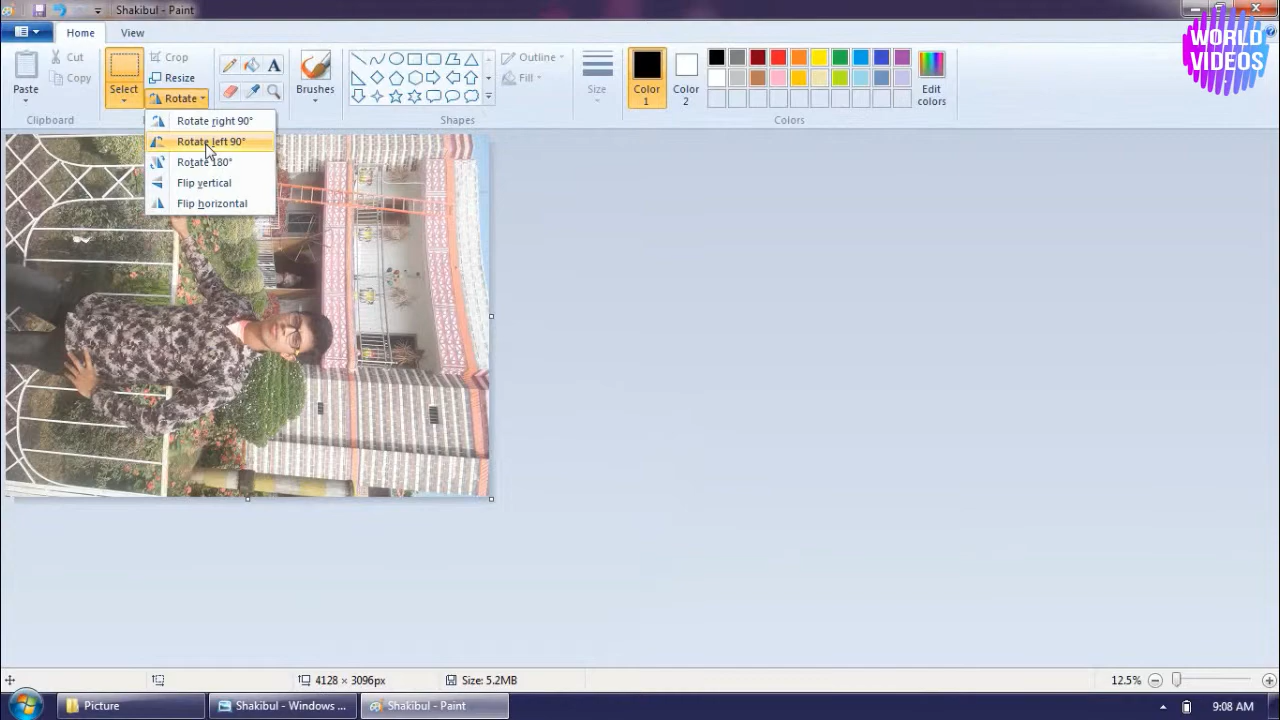 Shakibul - Paint
Home
View
Paste
Cut
Copy
Clipboard
Select
Crop
Resize
Rotate
Rotate right 90°
Rotate left 90°
Rotate 180°
Flip vertical
Flip horizontal
Brushes
Outline
Fill
Shapes
Size
Color 1
Color 2
Edit colors
Colors
WORLD
VIDEOS
4128 × 3096px
Size: 5.2MB
12.5%
Picture
Shakibul - Windows ...
Shakibul - Paint
9:08 AM